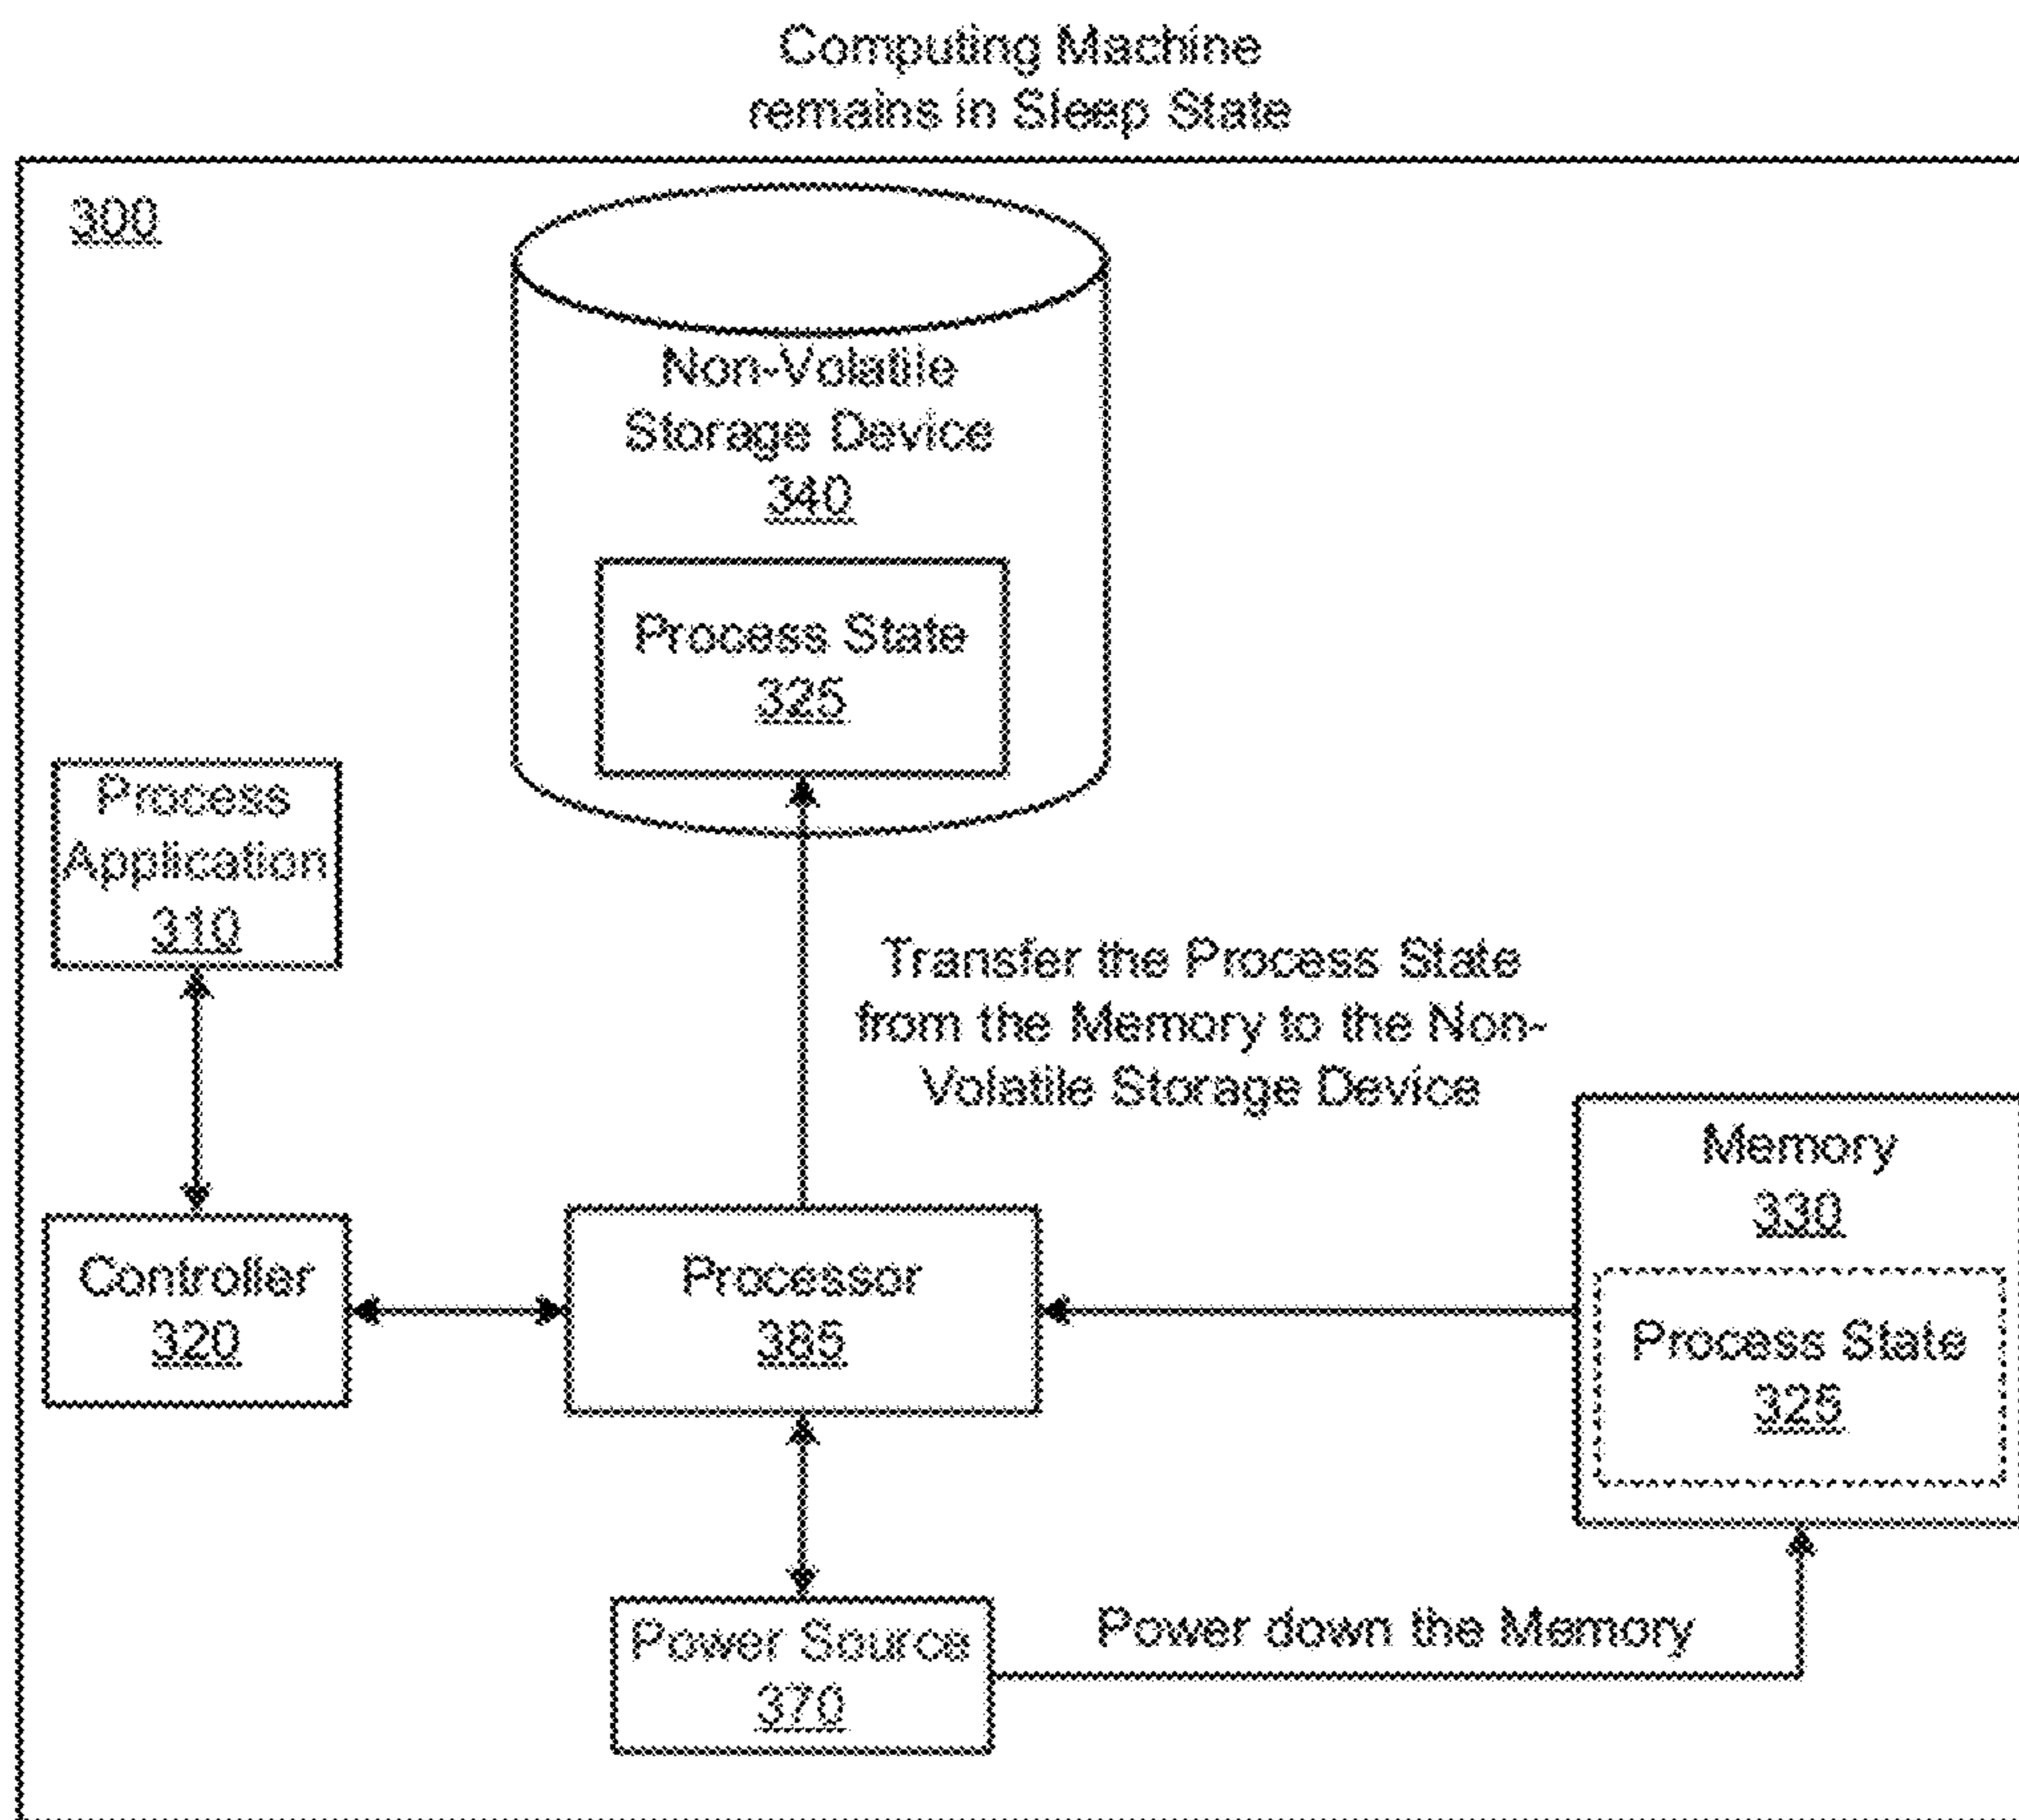 Computing Machine
remains in Sleep State
300
Non-Volatile
Storage Device
340
Process State
325
Process
Application
310
Transfer the Process State
from the Memory to the Non-
Volatile Storage Device
Memory
330
Process State
325
Controller
320
Processor
385
Power Source
370
Power down the Memory